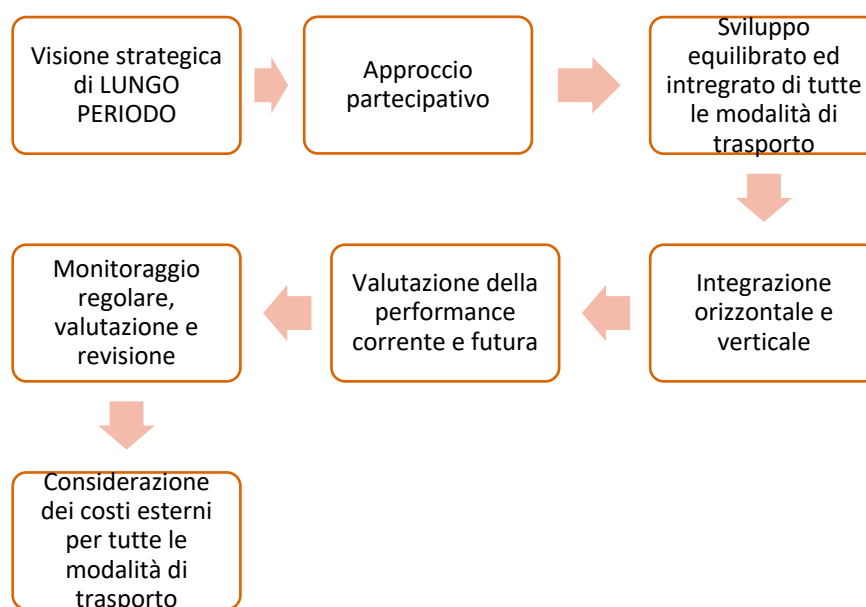 Visione strategica
di LUNGO
PERIODO
Approccio
partecipativo
Sviluppo
equilibrato ed
intregrato di tutte
le modalità di
trasporto
Integrazione
orizzontale e
verticale
Valutazione della
performance
corrente e futura
Monitoraggio
regolare,
valutazione e
revisione
Considerazione
dei costi esterni
per tutte le
modalità di
trasporto